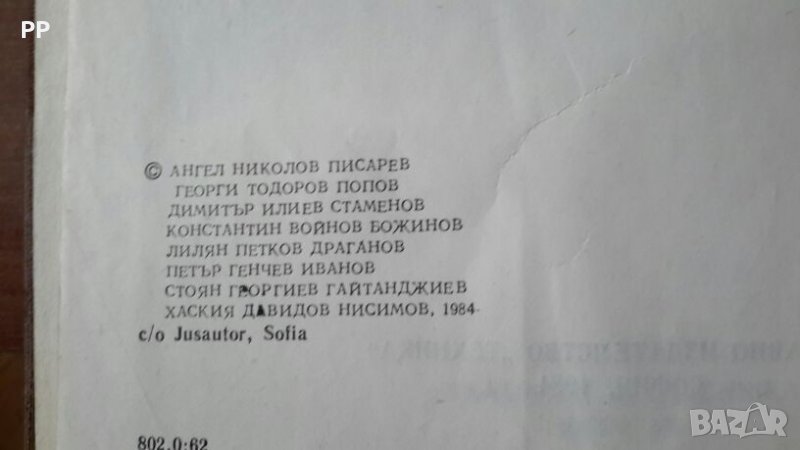 PP
© АНГЕЛ НИКОЛОВ ПИСАРЕВ
ГЕОРГИ ТОДОРОВ ПОПОВ
ДИМИТЪР ИЛИЕВ СТАМЕНОВ
КОНСТАНТИН ВОЙНОВ БОЖИНОВ
ЛИЛЯН ПЕТКОВ ДРАГАНОВ
ПЕТЪР ГЕНЧЕВ ИВАНОВ
СТОЯН ГЕОРГИЕВ ГАЙТАНДЖИЕВ
ХАСКИЯ ДАВИДОВ НИСИМОВ, 1984
c/o Jusautor, Sofia
802.0:62
BAZAR